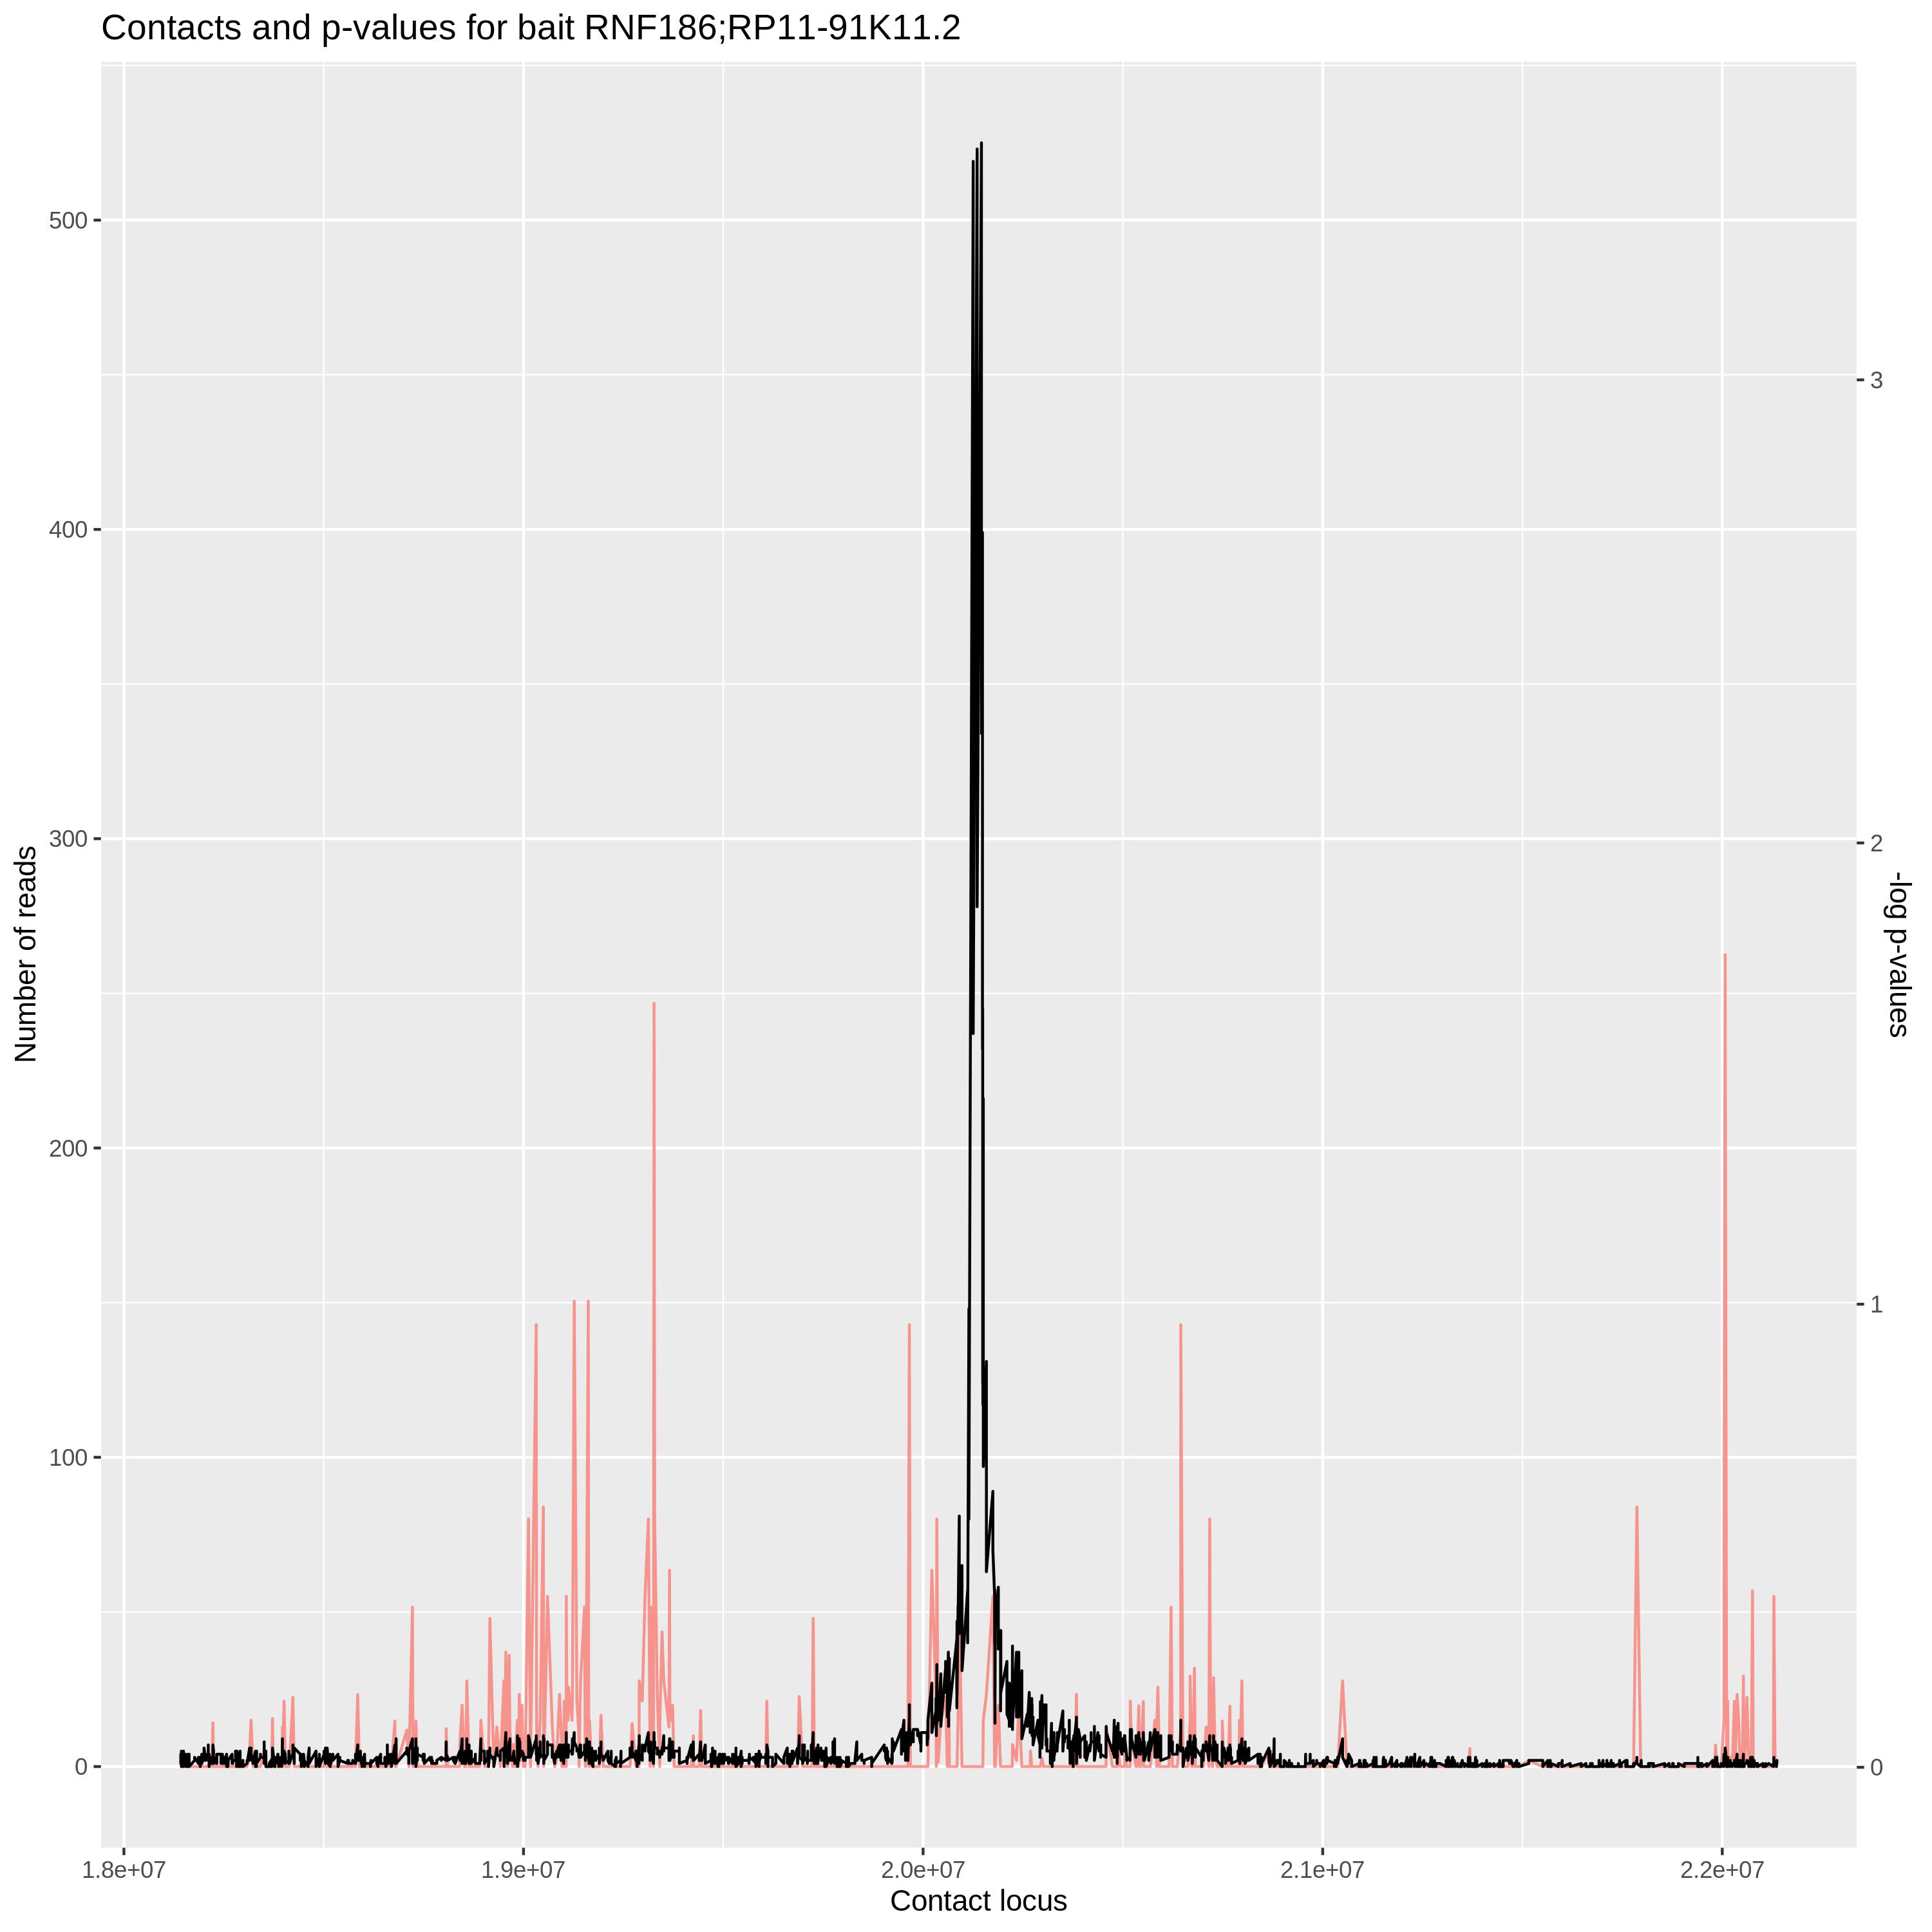 Contacts and p-values for bait RNF186;RP11-91K11.2
500
400
300
200
100
0
Number of reads
3
2
1
0
-log p-values
1.8e+07
1.9e+07
2.0e+07
2.1e+07
2.2e+07
Contact locus